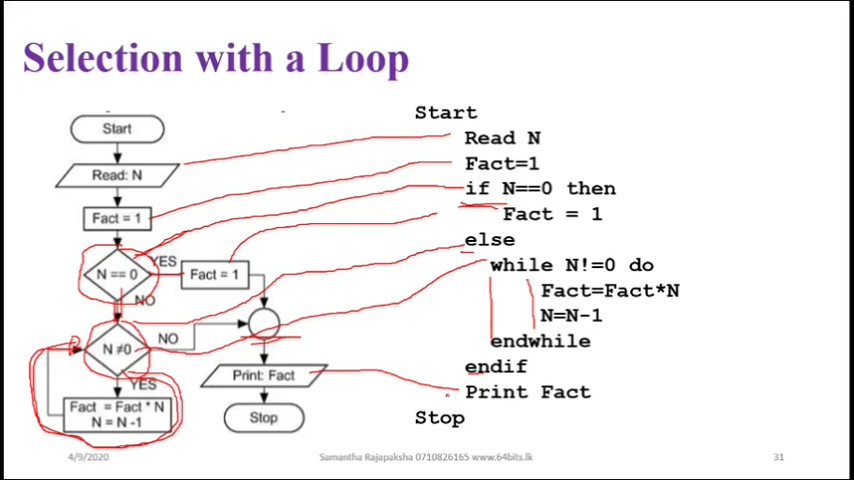 Selection with a Loop
Start
Read: N
Fact = 1
N == 0
YES
Fact = 1
NO
N ≠0
NO
YES
Fact = Fact * N
N = N -1
Print: Fact
Stop
Start
Read N
Fact=1
if N==0 then
Fact = 1
else
while N!=0 do
Fact=Fact*N
N=N-1
endwhile
endif
Print Fact
Stop
4/9/2020
Samantha Rajapaksha 0710826165 www.64bits.lk
31